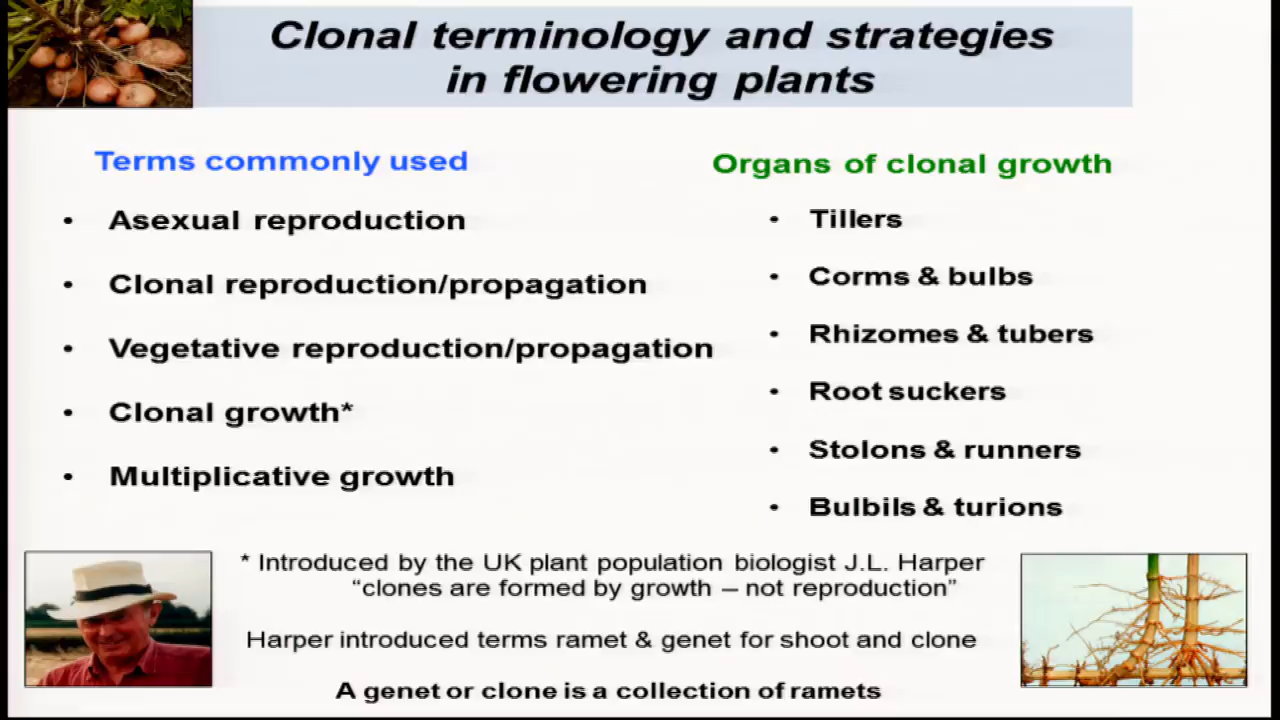 Clonal terminology and strategies
in flowering plants
Terms commonly used
• Asexual reproduction
• Clonal reproduction/propagation
• Vegetative reproduction/propagation
• Clonal growth*
• Multiplicative growth
Organs of clonal growth
• Tillers
• Corms & bulbs
• Rhizomes & tubers
• Root suckers
• Stolons & runners
• Bulbils & turions
* Introduced by the UK plant population biologist J.L. Harper
“clones are formed by growth – not reproduction”
Harper introduced terms ramet & genet for shoot and clone
A genet or clone is a collection of ramets